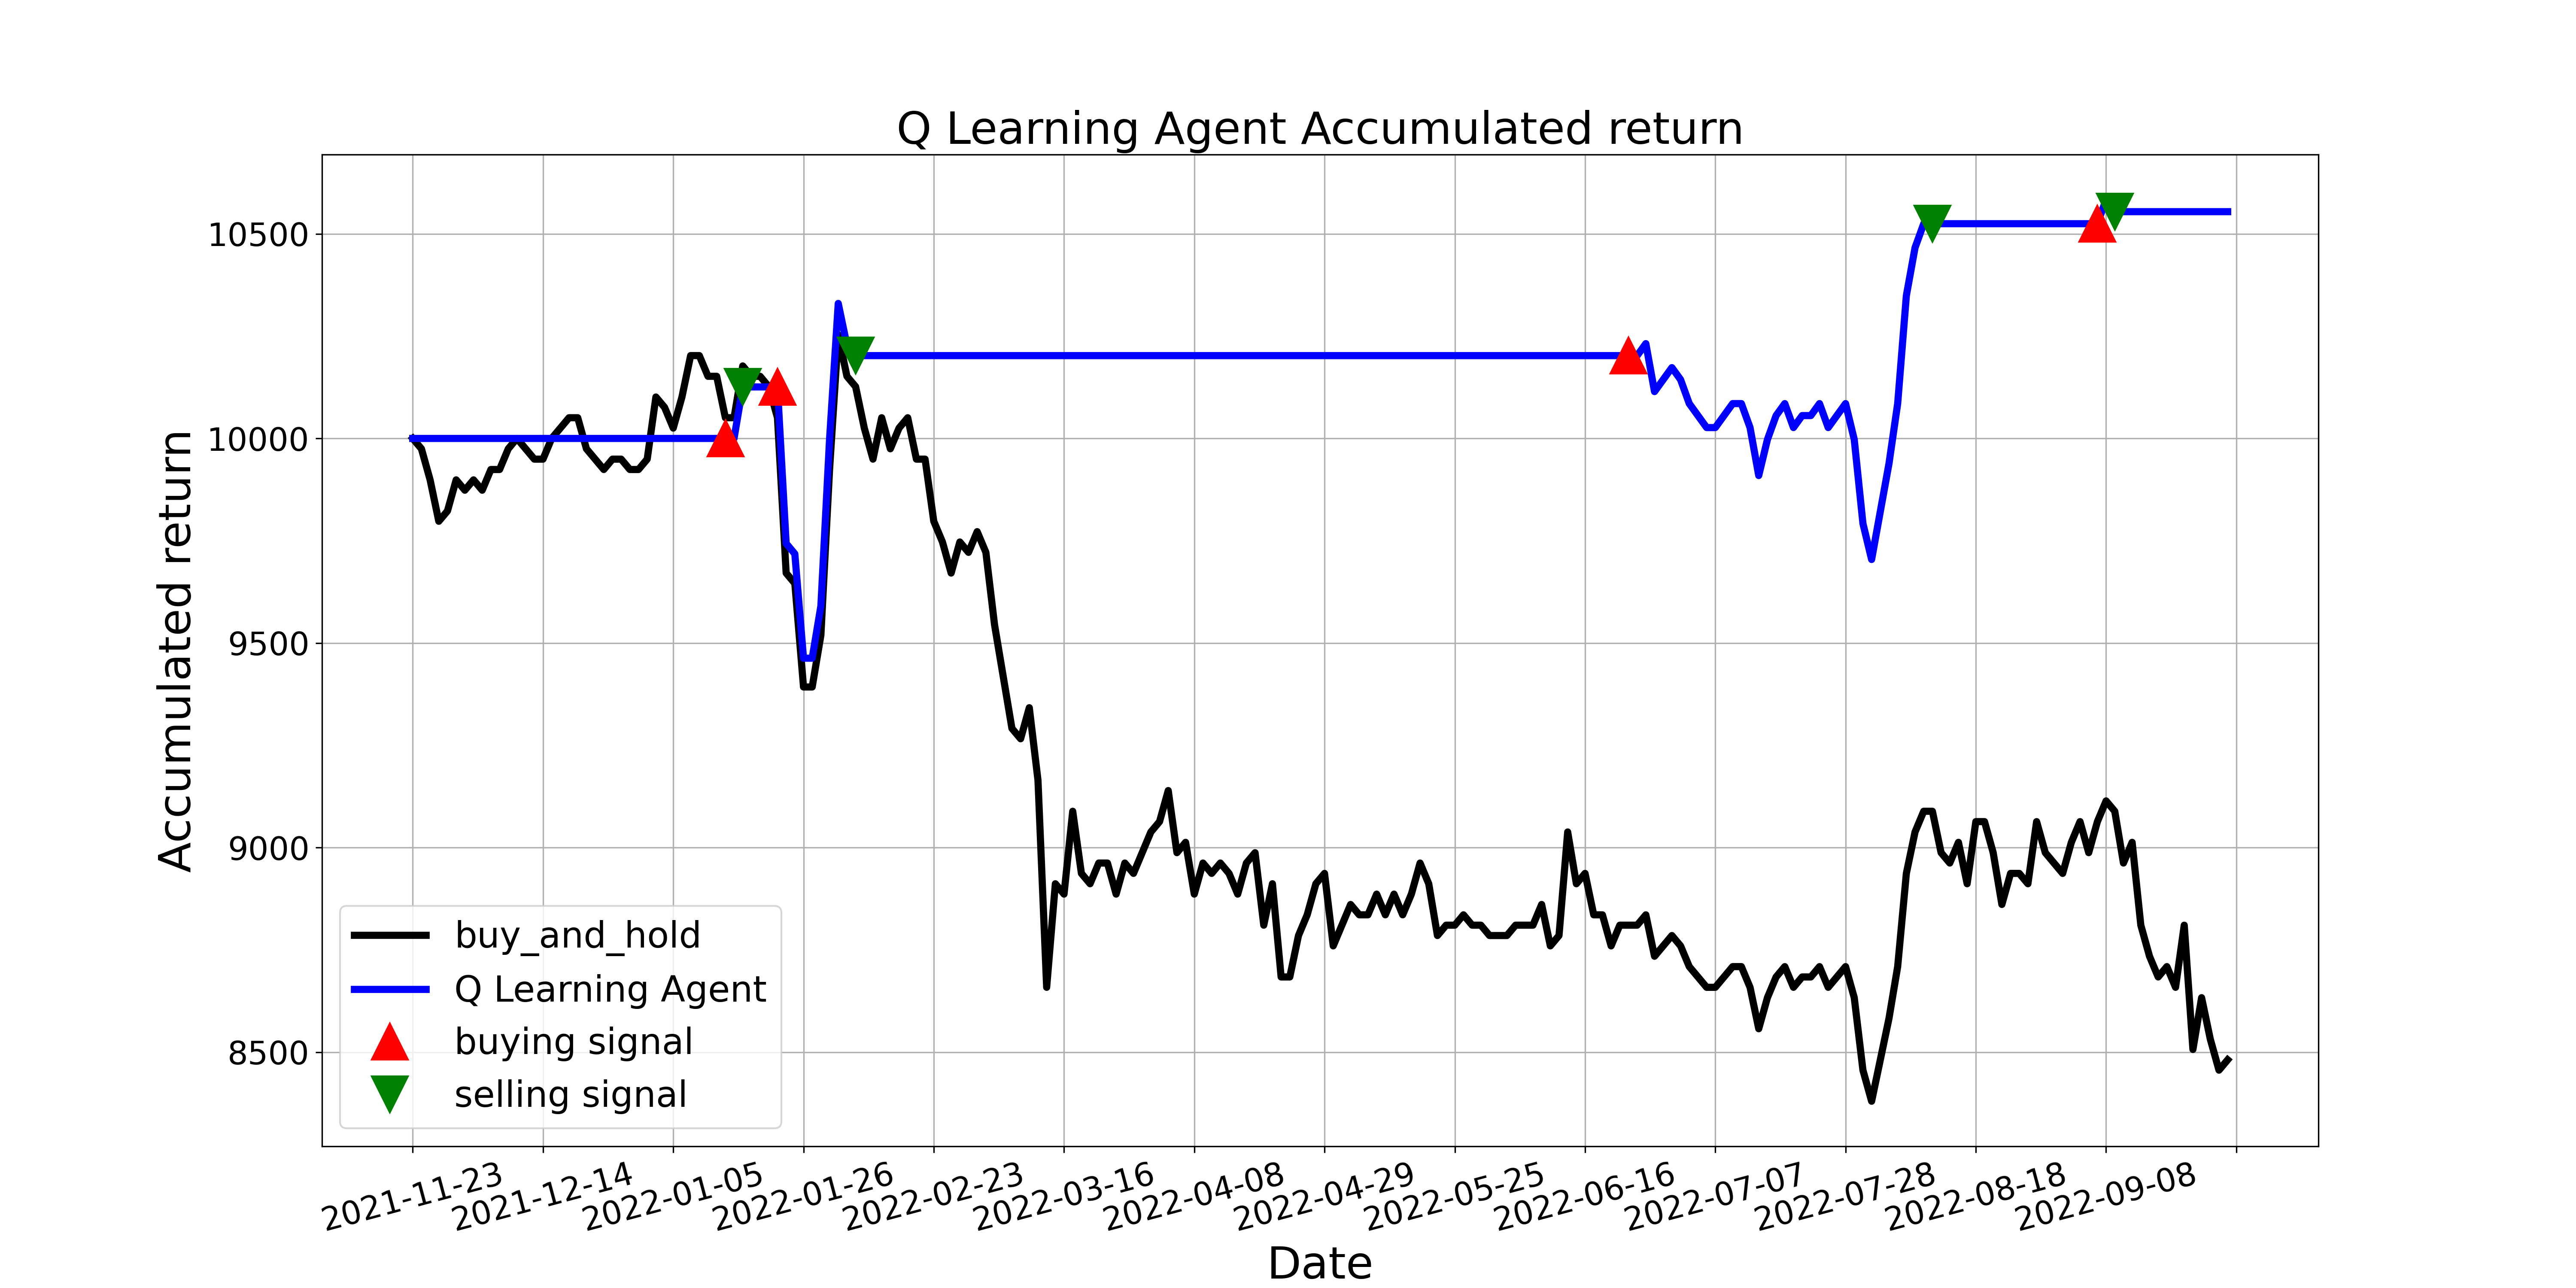 Q Learning Agent Accumulated return
Accumulated return
10500
10000
9500
9000
8500
buy_and_hold
Q Learning Agent
buying signal
selling signal
2021-11-23
2021-12-14
2022-01-05
2022-01-26
2022-02-23
2022-03-16
2022-04-08
2022-04-29
2022-05-25
2022-06-16
2022-07-07
2022-07-28
2022-08-18
2022-09-08
Date